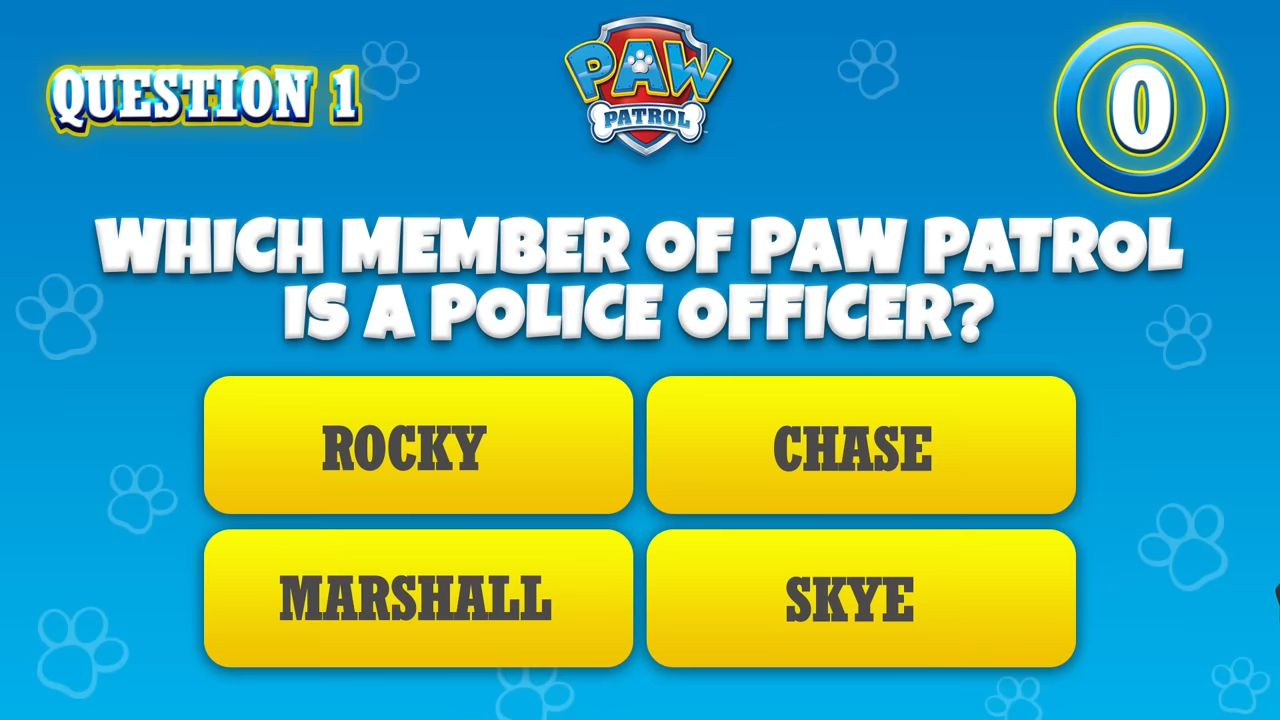 QUESTION 1
PAW
PATROL
0
WHICH MEMBER OF PAW PATROL
IS A POLICE OFFICER?
ROCKY
CHASE
MARSHALL
SKYE